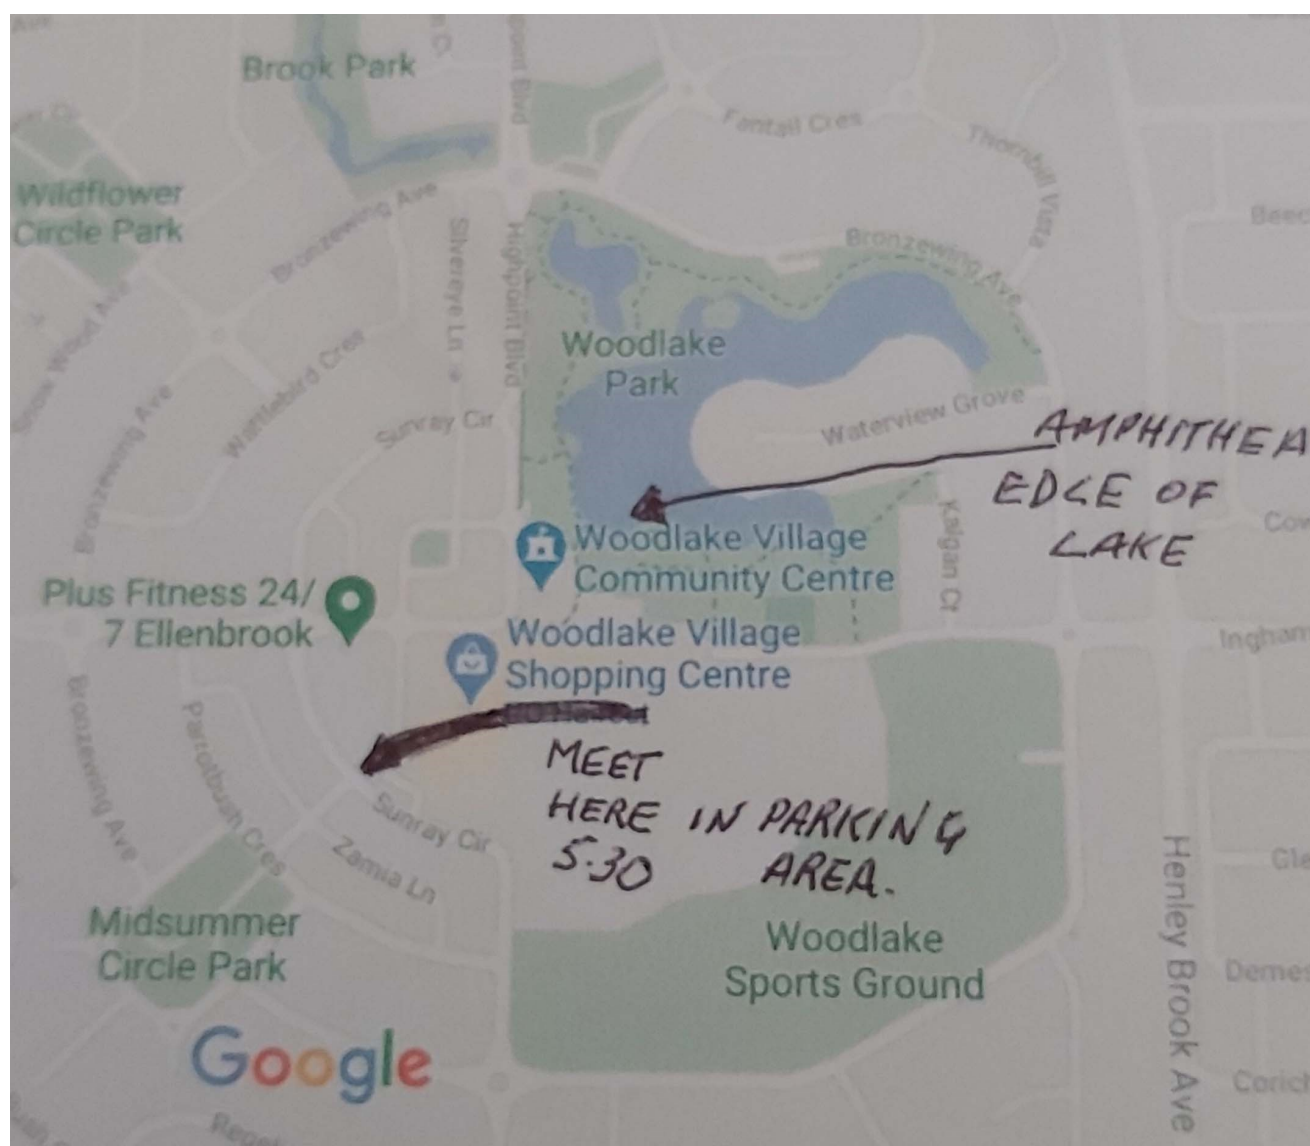 Brook Park
Fantail Cres
Thornhill Vista
Wildflower
Circle Park
Bronzewing Ave
Silvereye Ln
Highpoint Blvd
Bronzewing Ave
Woodlake
Park
Wattlebird Cres
Bronzewing Ave
Sunray Cir
Waterview Grove
AMPHITHEA
EDGE OF
LAKE
Kalgan Ct
Woodlake Village
Community Centre
Plus Fitness 24/
7 Ellenbrook
Woodlake Village
Shopping Centre
Ingham
MEET
HERE IN PARKING
5.30 AREA.
Bronzewing Ave
Sunray Cir
Zamia Ln
Henley Brook Ave
Midsummer
Circle Park
Woodlake
Sports Ground
Google